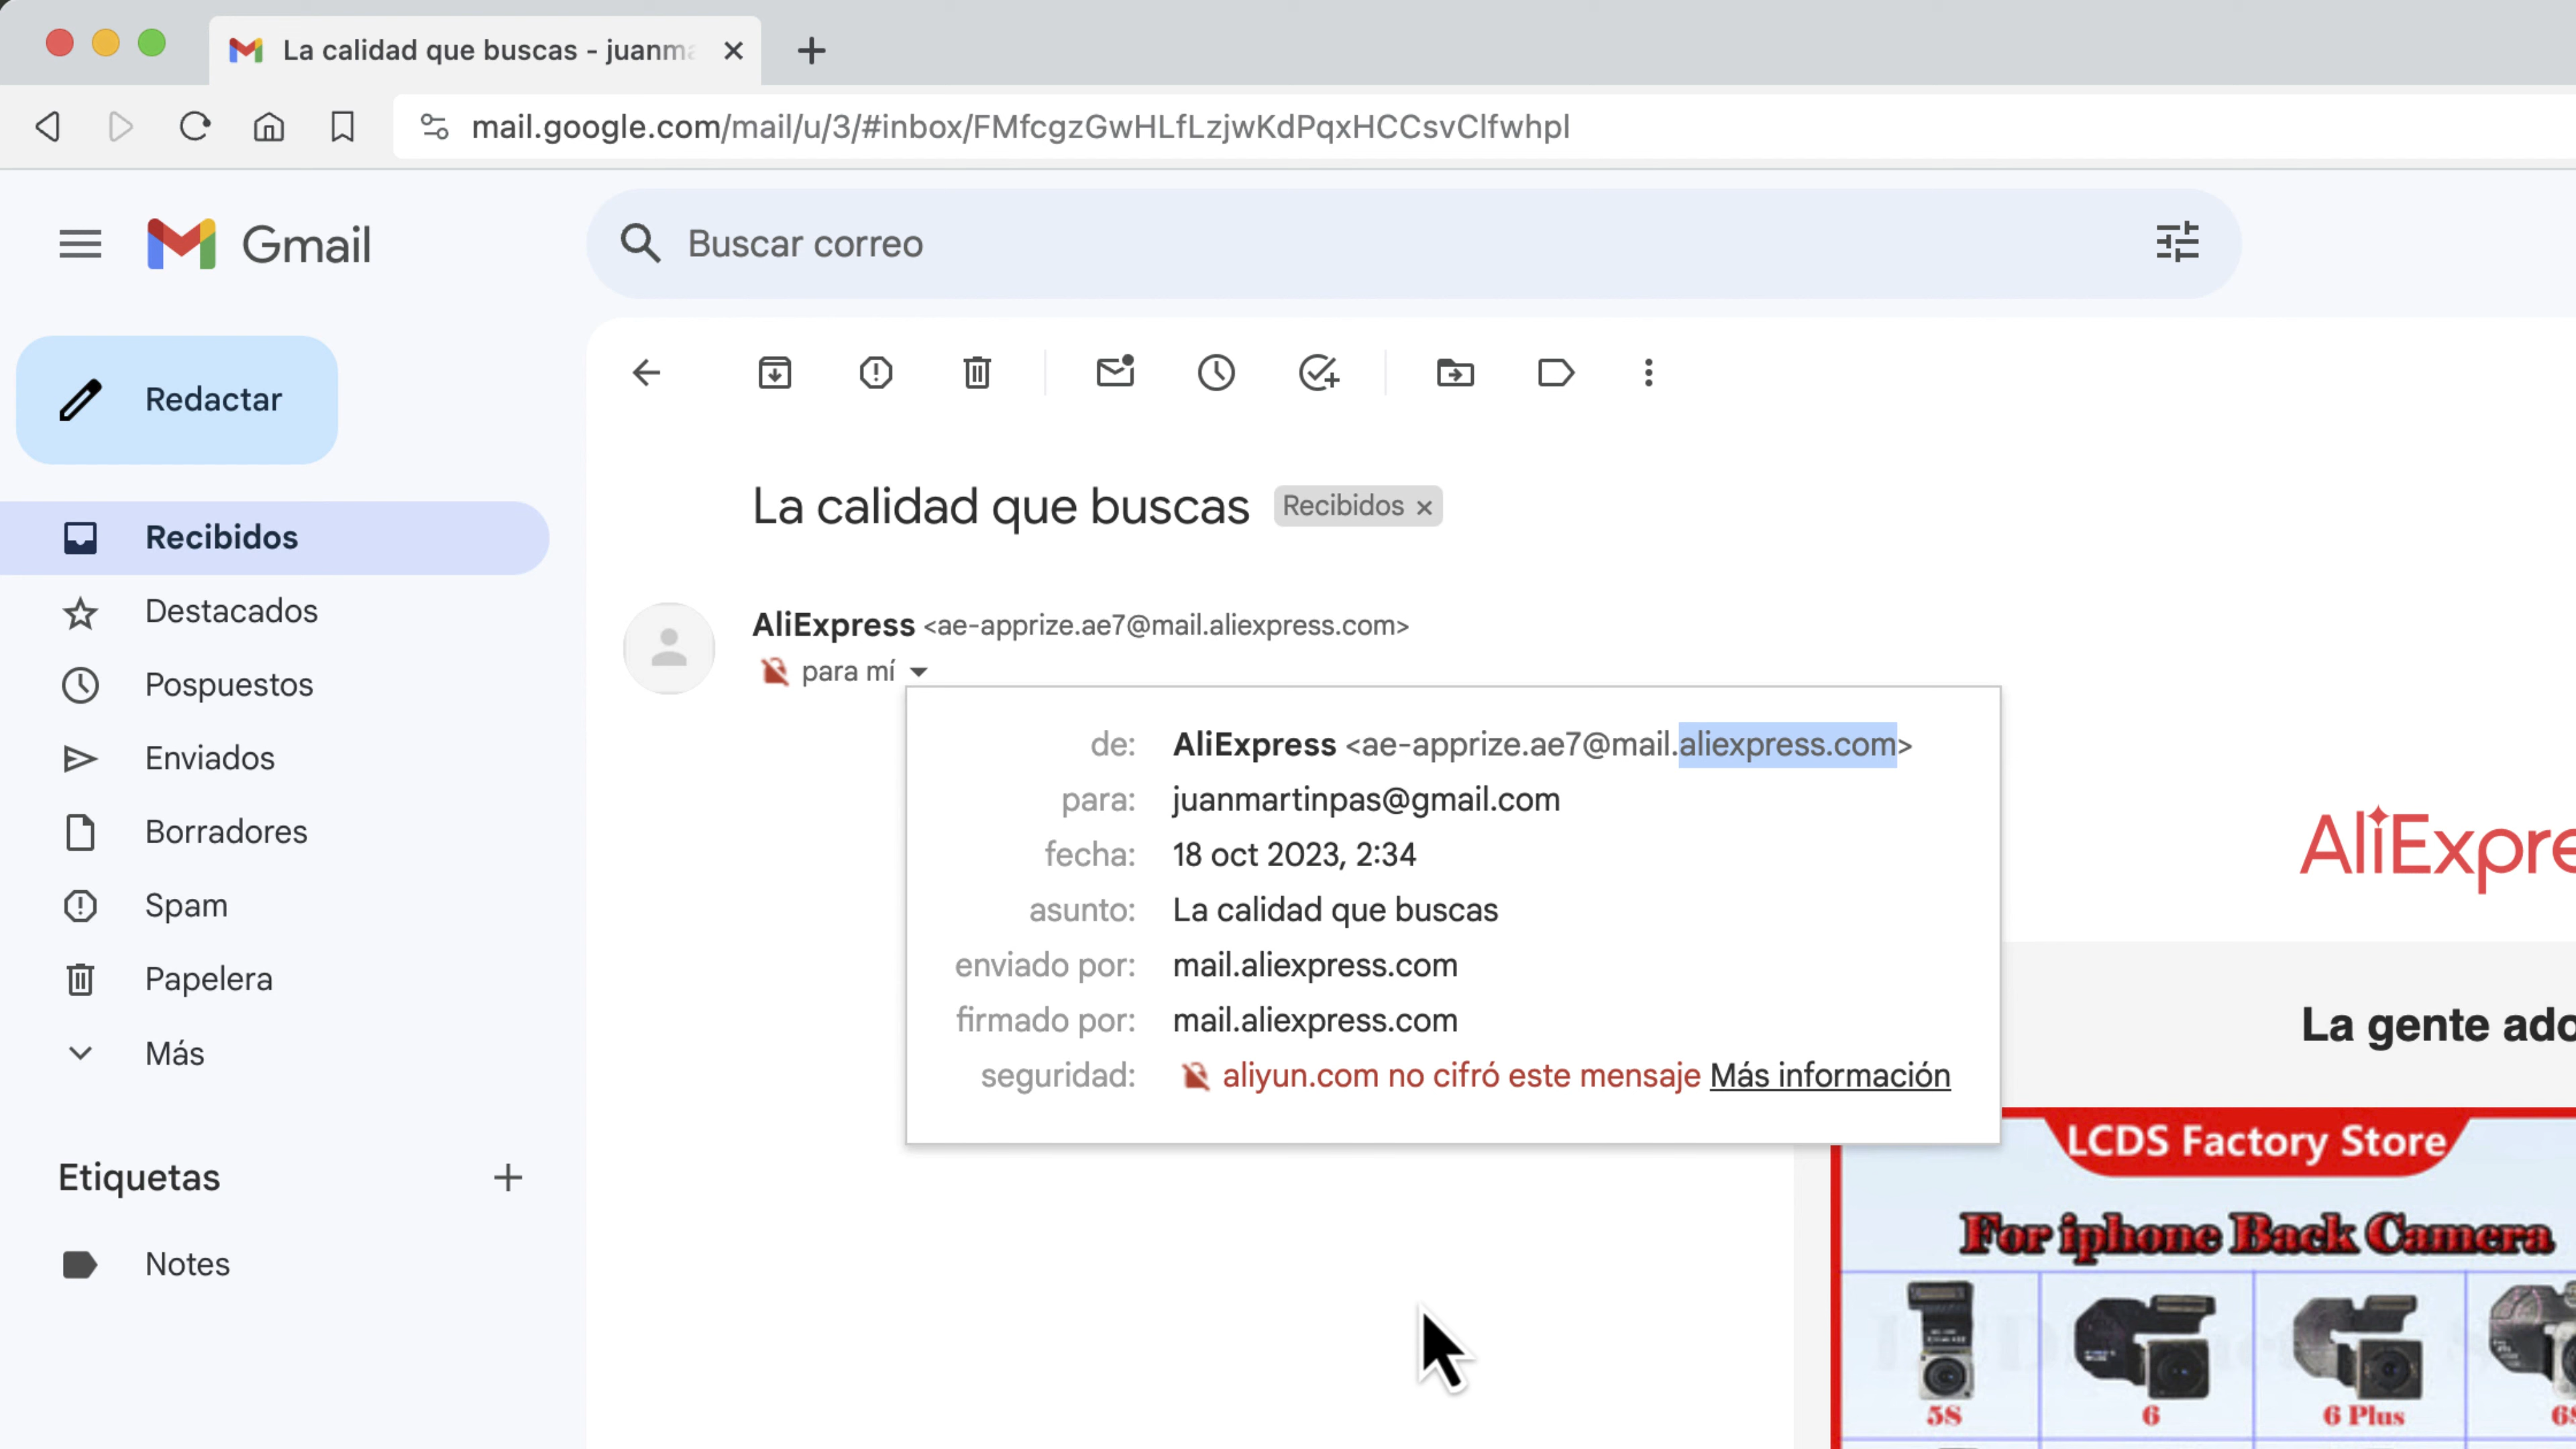 La calidad que buscas - juanma
mail.google.com/mail/u/3/#inbox/FMfcgzGwHLfLzjwKdPqxHCCsvClfwhpl
Gmail
Buscar correo
Redactar
Recibidos
Destacados
Pospuestos
Enviados
Borradores
Spam
Papelera
Más
Etiquetas
Notes
La calidad que buscas Recibidos
AliExpress <ae-apprize.ae7@mail.aliexpress.com>
para mí
de: AliExpress <ae-apprize.ae7@mail.aliexpress.com>
para: juanmartinpas@gmail.com
fecha: 18 oct 2023, 2:34
asunto: La calidad que buscas
enviado por: mail.aliexpress.com
firmado por: mail.aliexpress.com
seguridad: aliyun.com no cifró este mensaje Más información
AliExpre
La gente ado
LCDS Factory Store
For iphone Back Camera
5S 6 6 Plus 6S